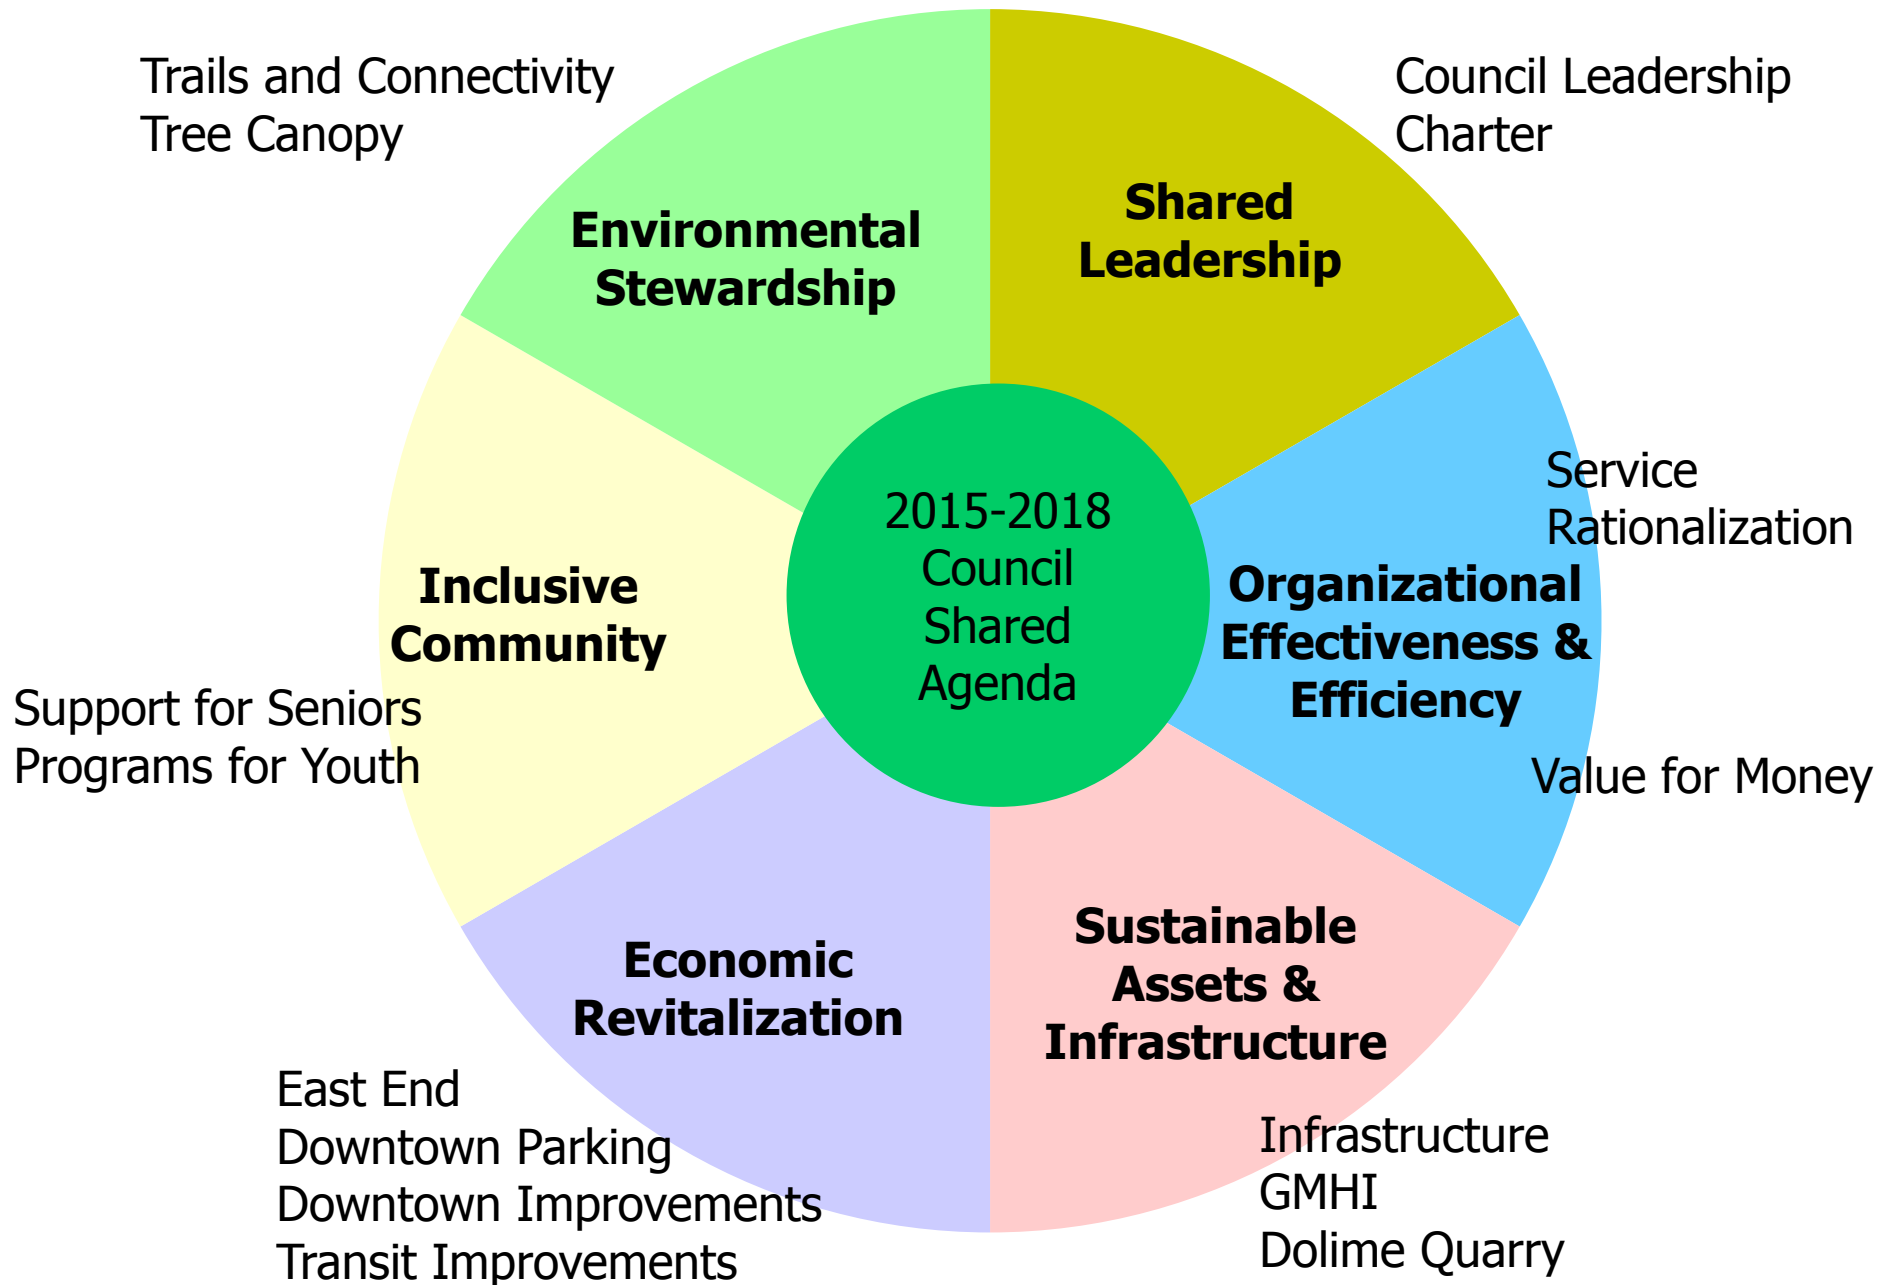 Trails and Connectivity
Tree Canopy
Council Leadership
Charter
Environmental
Stewardship
Shared
Leadership
2015-2018
Council
Shared
Agenda
Service
Rationalization
Organizational
Effectiveness &
Efficiency
Value for Money
Inclusive
Community
Support for Seniors
Programs for Youth
Economic
Revitalization
East End
Downtown Parking
Downtown Improvements
Transit Improvements
Sustainable
Assets &
Infrastructure
Infrastructure
GMHI
Dolime Quarry